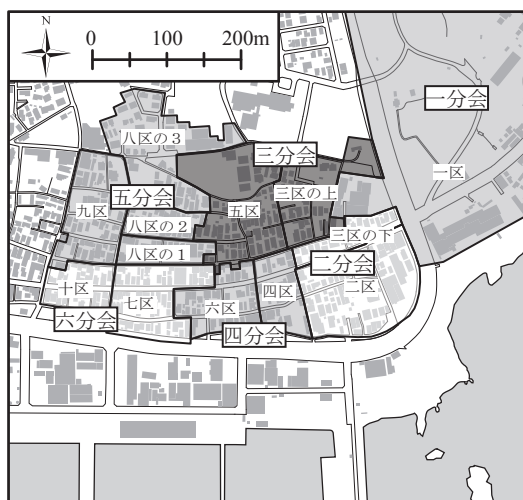 N
0 100 200m
一分会
一区
八区の3
三分会
三区の上
五分会
五区
九区
八区の2
三区の下
八区の1
二分会
十区
七区
六区
四区
二区
六分会
四分会